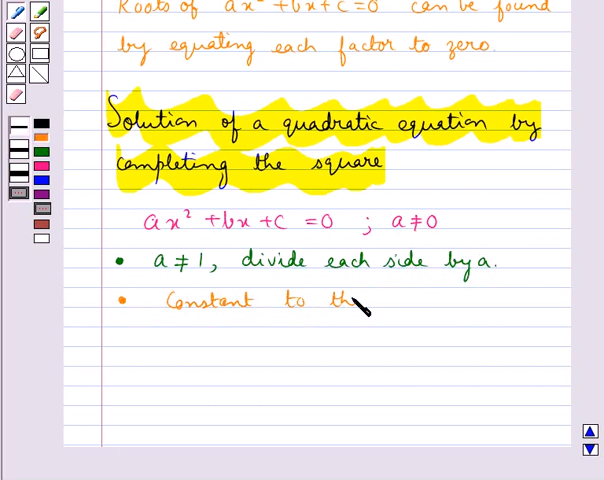 Roots of ax² + bx + c = 0 can be found
by equating each factor to zero.
Solution of a quadratic equation by
completing the square
ax² + bx + c = 0 ; a ≠ 0
• a ≠ 1, divide each side by a.
• Constant to th